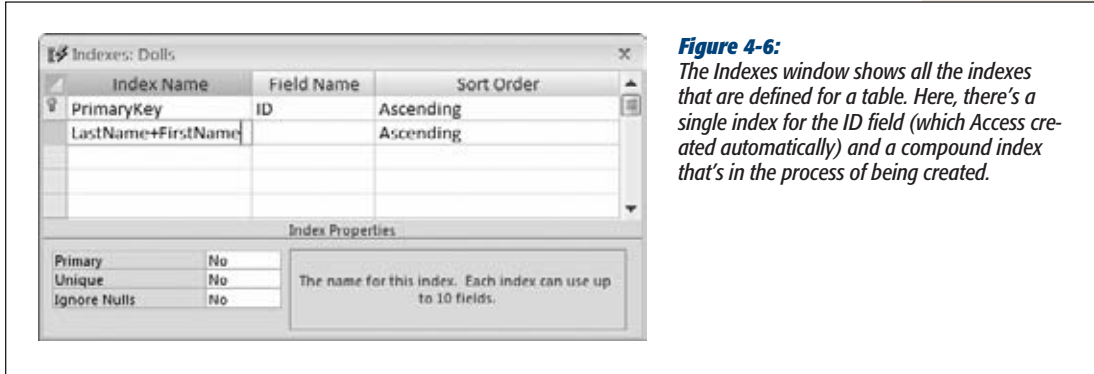 Indexes: Dolls
Index Name Field Name Sort Order
PrimaryKey ID Ascending
LastName+FirstName Ascending
Index Properties
Primary No
Unique No
Ignore Nulls No
The name for this index. Each index can use up
to 10 fields.
Figure 4-6:
The Indexes window shows all the indexes
that are defined for a table. Here, there's a
single index for the ID field (which Access cre-
ated automatically) and a compound index
that's in the process of being created.